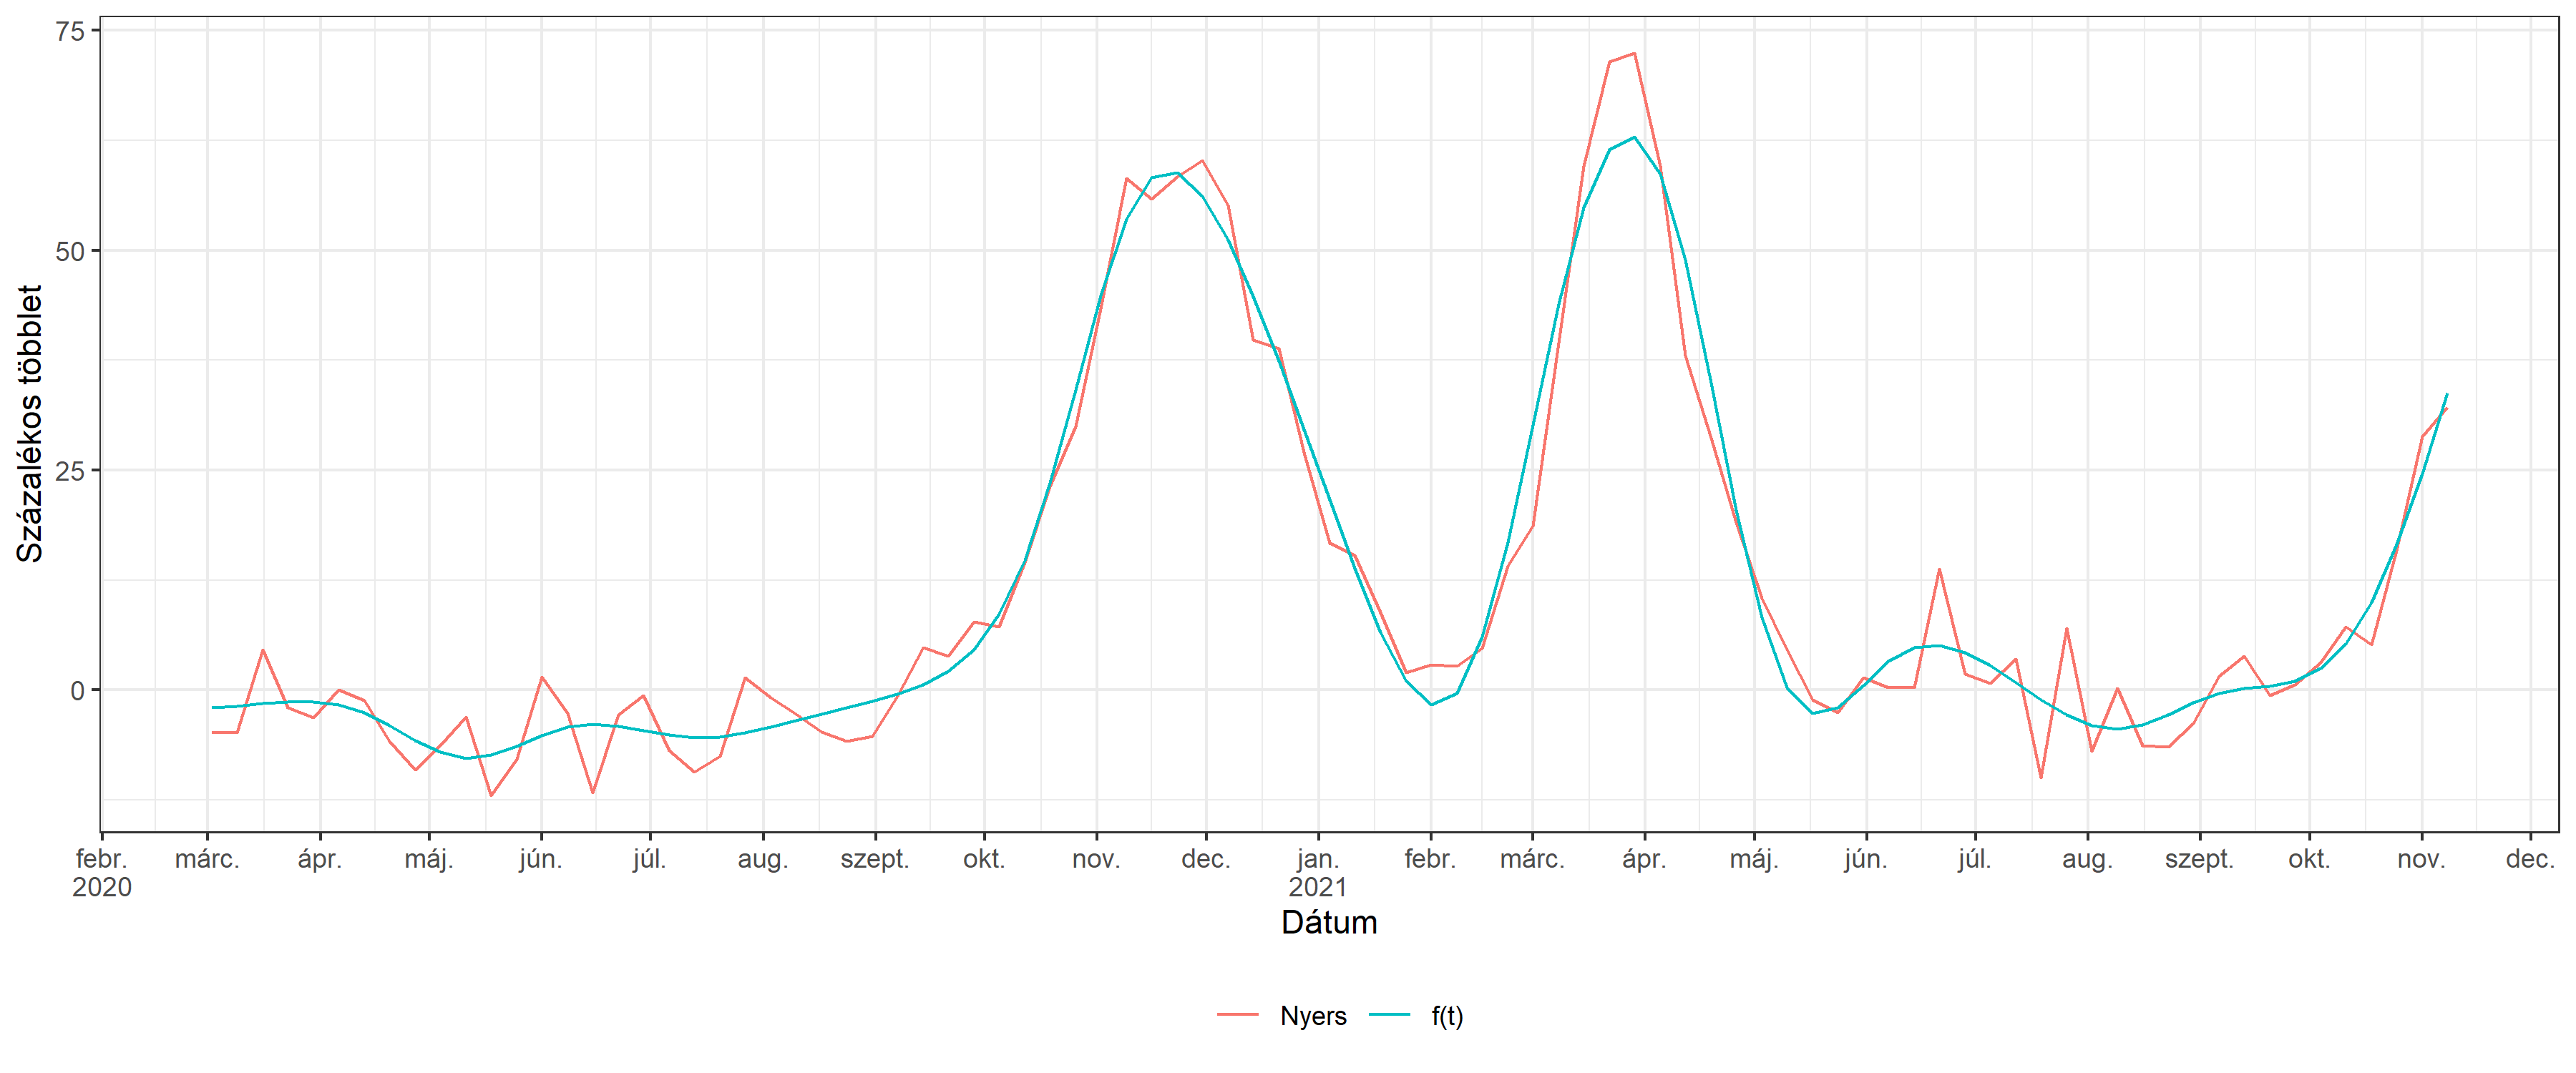 Százalékos többlet
75
50
25
0
febr. márc. ápr. máj. jún. júl. aug. szept. okt. nov. dec. jan. febr. márc. ápr. máj. jún. júl. aug. szept. okt. nov. dec.
2020 2021
Dátum
Nyers f(t)